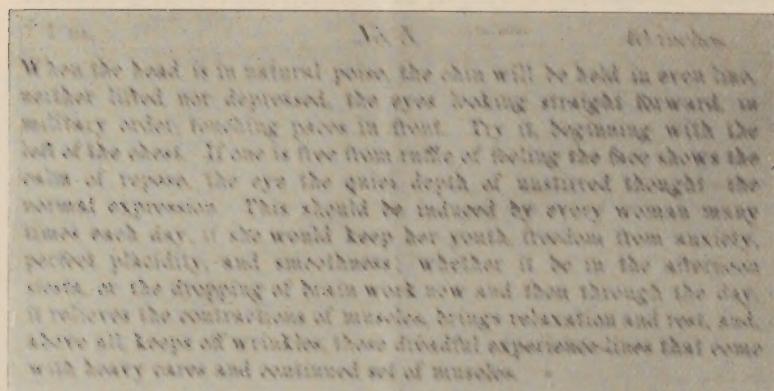 No. X
When the head is in natural poise, the chin will be held in even line,
neither lifted nor depressed, the eyes looking straight forward, in
military order, touching paces in front. Try it, beginning with the
left of the chest. If one is free from ruffle of feeling the face shows the
calm of repose, the eye the quiet depth of unstirred thought the
normal expression. This should be induced by every woman many
times each day, if she would keep her youth, freedom from anxiety,
perfect placidity, and smoothness; whether it be in the afternoon
siesta, or the dropping of brain work now and then through the day,
it relieves the contractions of muscles, brings relaxation and rest, and,
above all, keeps off wrinkles, those dreadful experience-lines that come
with heavy cares and continued set of muscles.